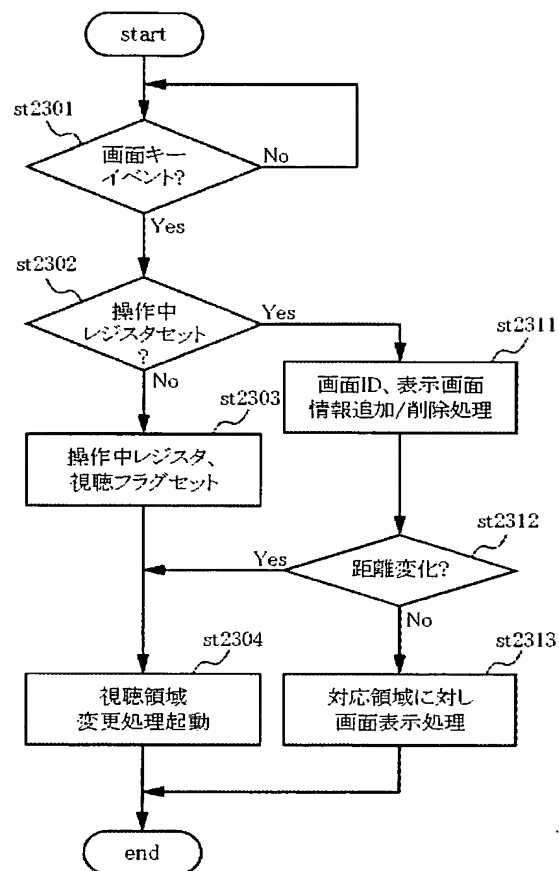 start
st2301
画面キー
イベント?
No
Yes
st2302
操作中
レジスタセット
?
Yes
No
st2311
画面ID、表示画面
情報追加/削除処理
st2303
操作中レジスタ、
視聴フラグセット
st2312
距離変化?
Yes
No
st2304
視聴領域
変更処理起動
st2313
対応領域に対し
画面表示処理
end